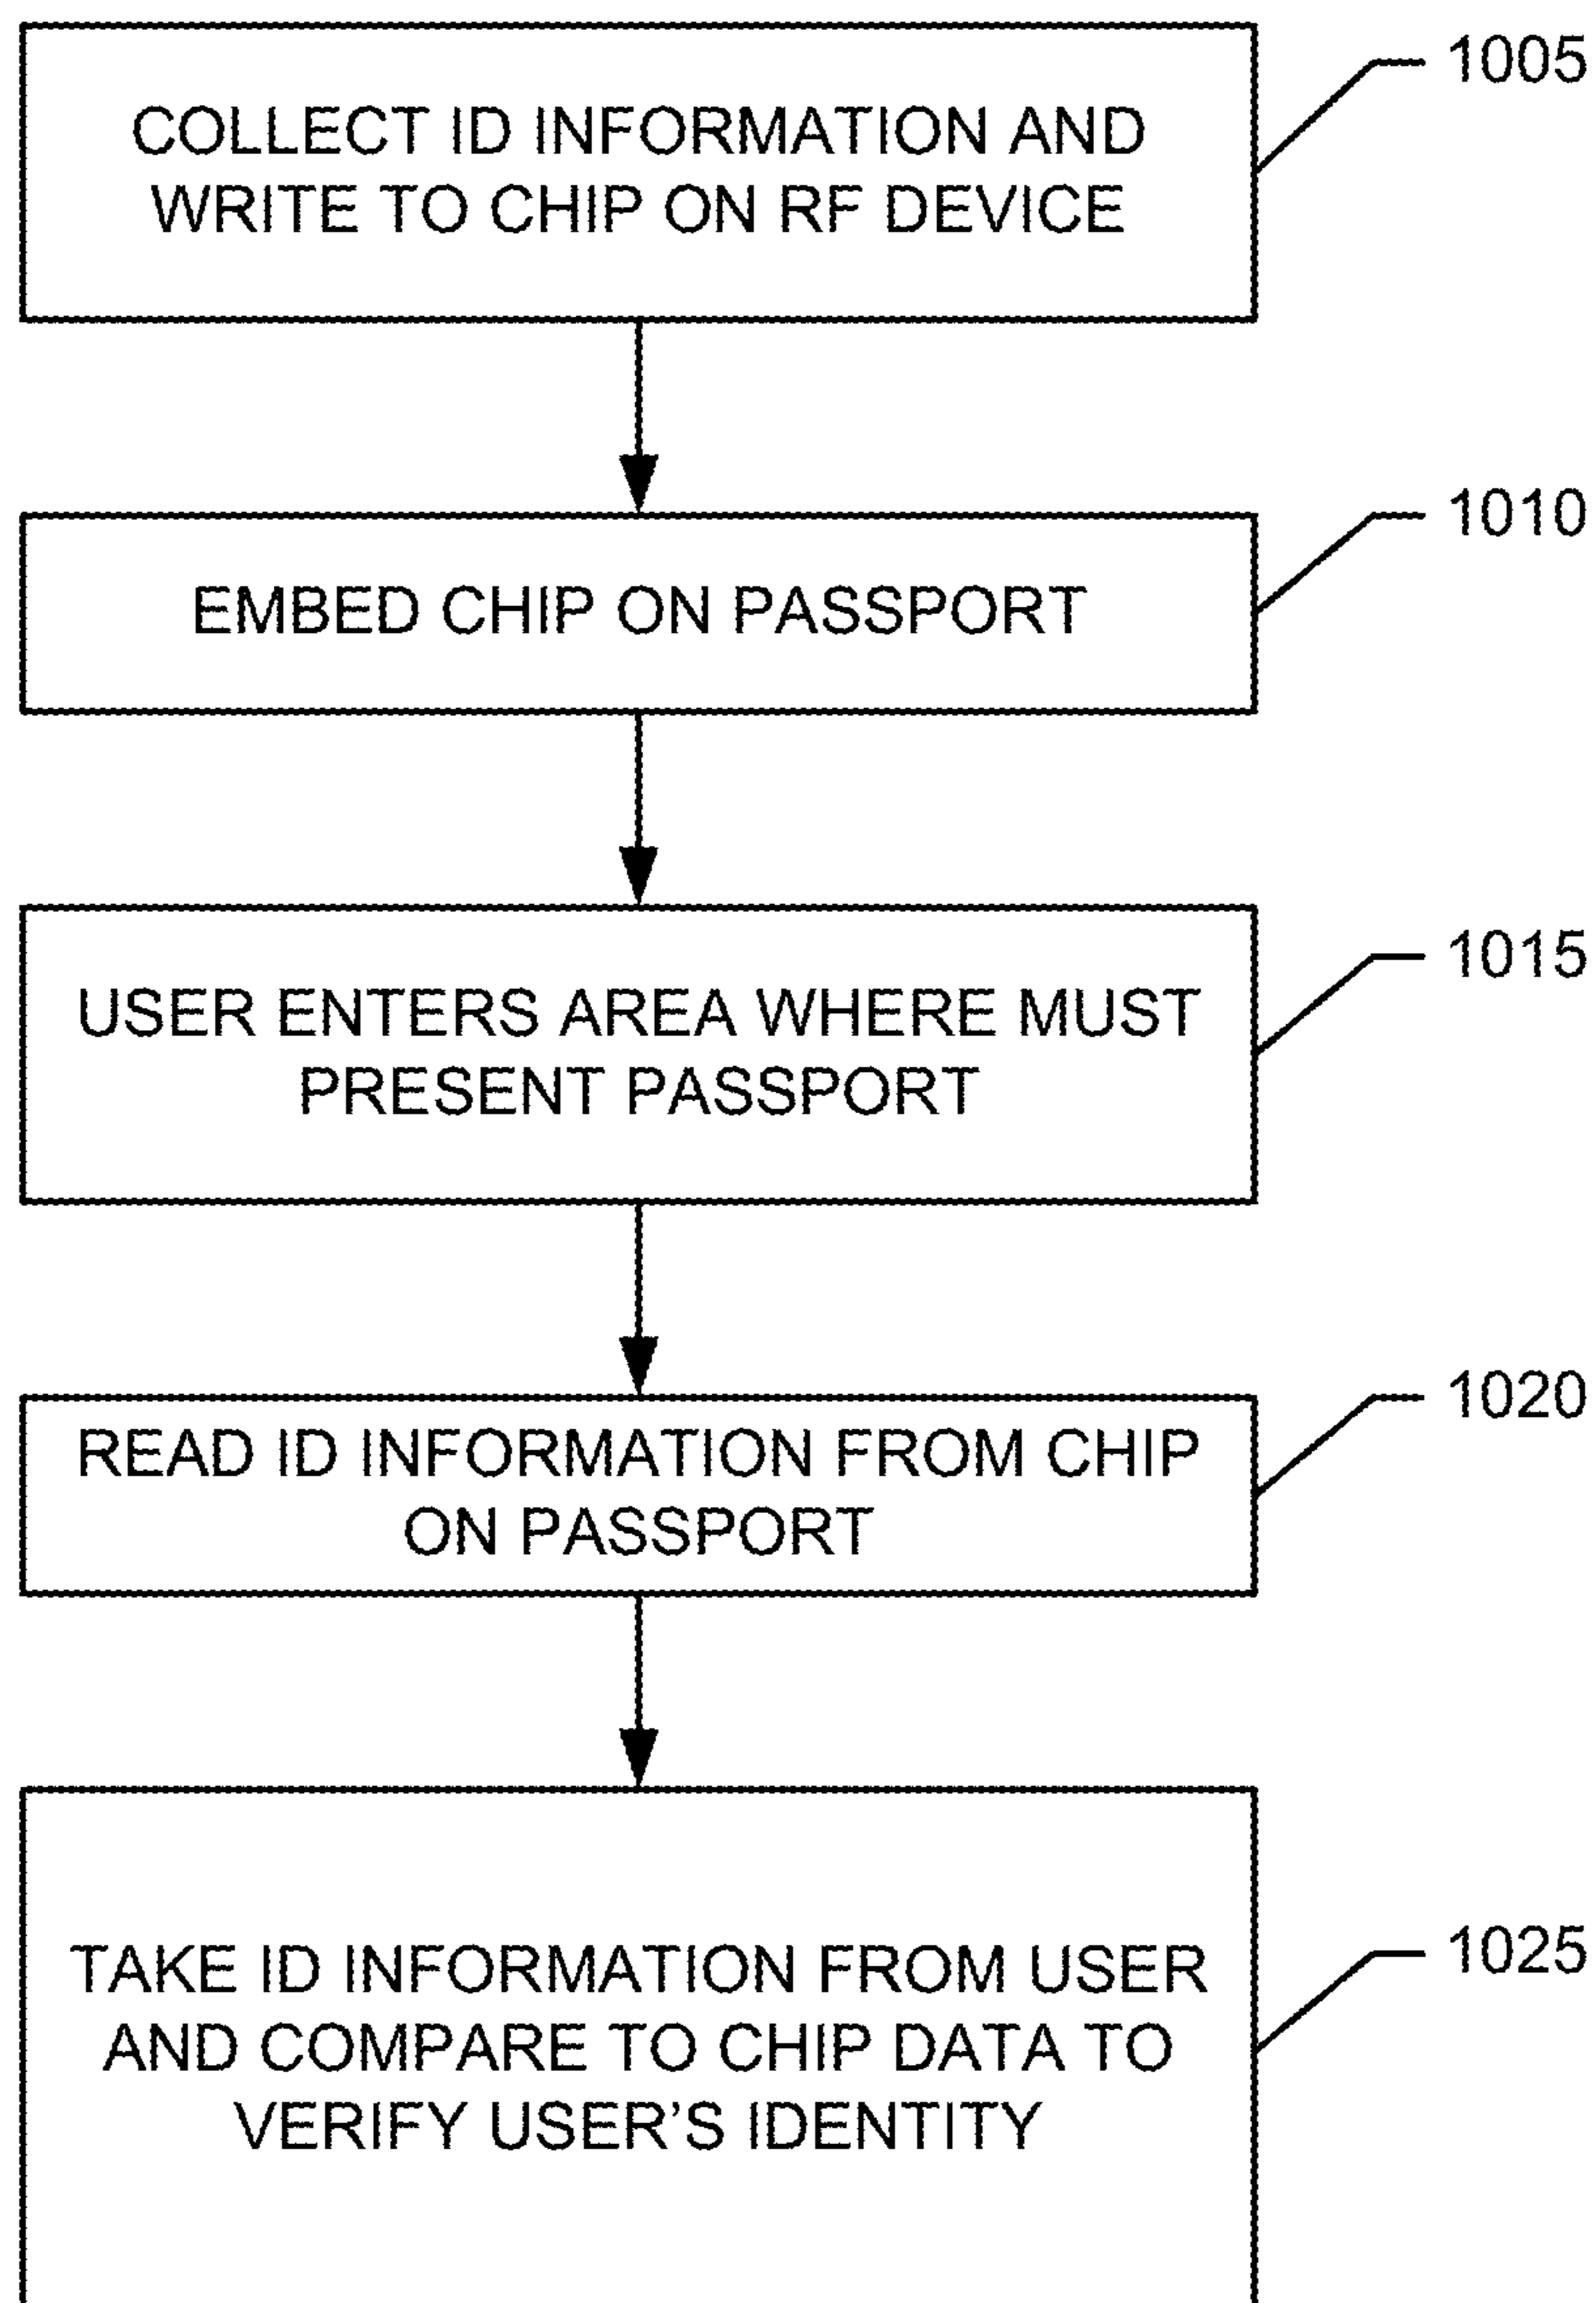 COLLECT ID INFORMATION AND
WRITE TO CHIP ON RF DEVICE
1005
EMBED CHIP ON PASSPORT
1010
USER ENTERS AREA WHERE MUST
PRESENT PASSPORT
1015
READ ID INFORMATION FROM CHIP
ON PASSPORT
1020
TAKE ID INFORMATION FROM USER
AND COMPARE TO CHIP DATA TO
VERIFY USER’S IDENTITY
1025